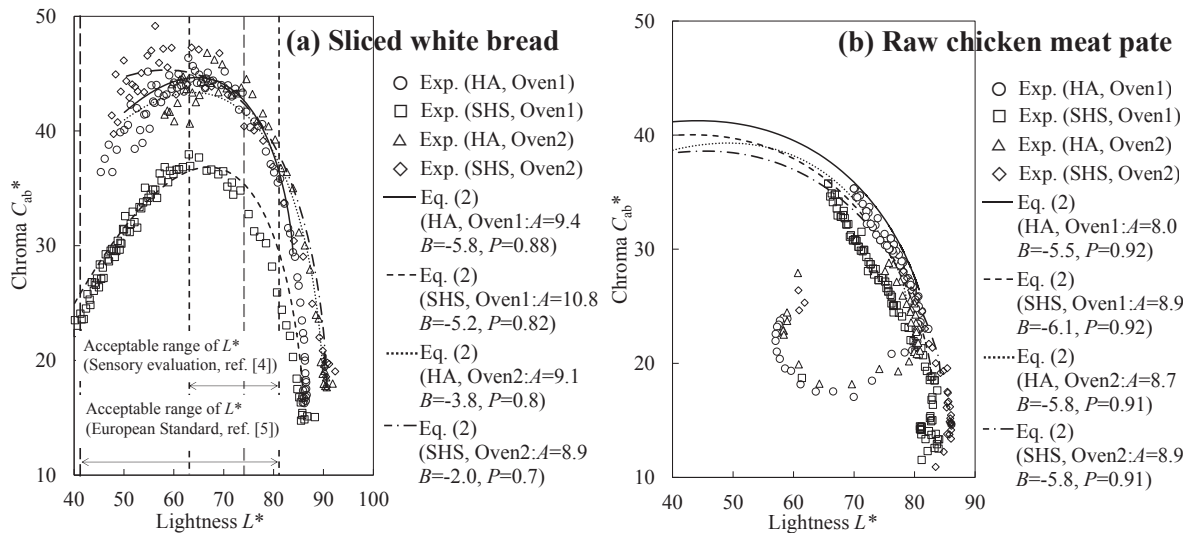 (a) Sliced white bread
50
40
30
20
10
Chroma Cab*
40 50 60 70 80 90 100
Lightness L*
Acceptable range of L*
(Sensory evaluation, ref. [4])
Acceptable range of L*
(European Standard, ref. [5])
Exp. (HA, Oven1)
Exp. (SHS, Oven1)
Exp. (HA, Oven2)
Exp. (SHS, Oven2)
Eq. (2)
(HA, Oven1:A=9.4
B=-5.8, P=0.88)
Eq. (2)
(SHS, Oven1:A=10.8
B=-5.2, P=0.82)
Eq. (2)
(HA, Oven2:A=9.1
B=-3.8, P=0.8)
Eq. (2)
(SHS, Oven2:A=8.9
B=-2.0, P=0.7)
(b) Raw chicken meat pate
50
40
30
20
10
Chroma Cab*
40 50 60 70 80 90
Lightness L*
Exp. (HA, Oven1)
Exp. (SHS, Oven1)
Exp. (HA, Oven2)
Exp. (SHS, Oven2)
Eq. (2)
(HA, Oven1:A=8.0
B=-5.5, P=0.92)
Eq. (2)
(SHS, Oven1:A=8.9
B=-6.1, P=0.92)
Eq. (2)
(HA, Oven2:A=8.7
B=-5.8, P=0.91)
Eq. (2)
(SHS, Oven2:A=8.9
B=-5.8, P=0.91)